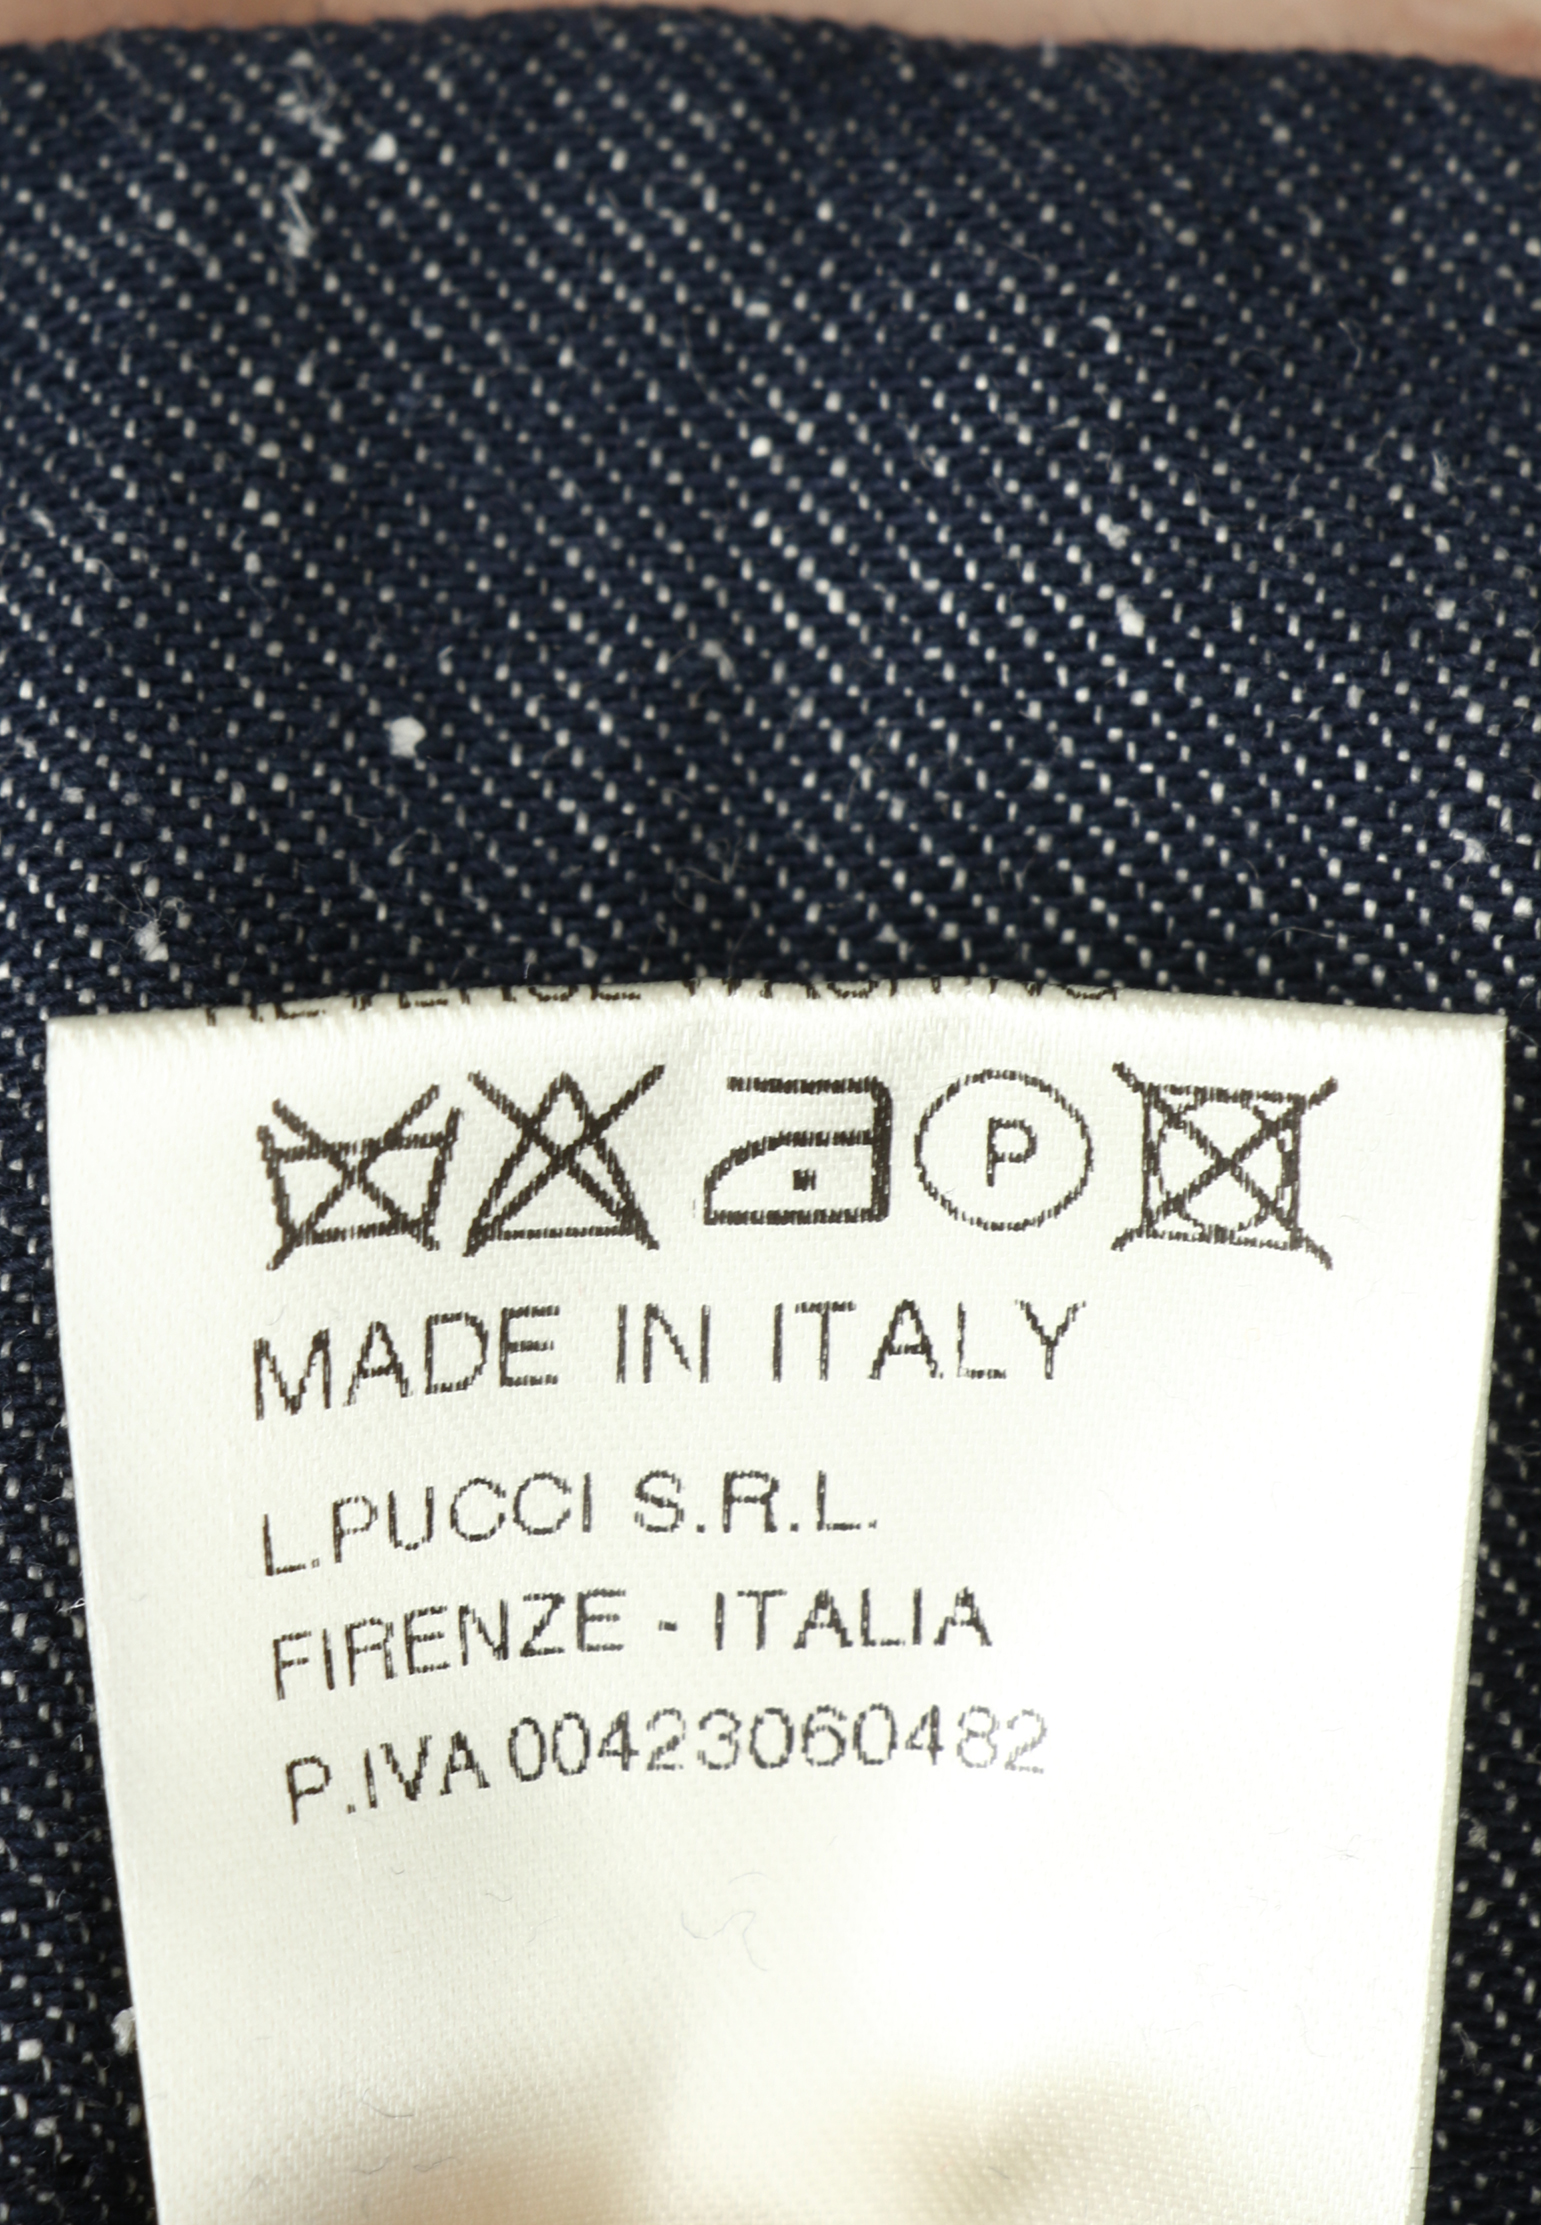 P
MADE IN ITALY
L.PUCCI S.R.L.
FIRENZE - ITALIA
P.IVA 00423060482